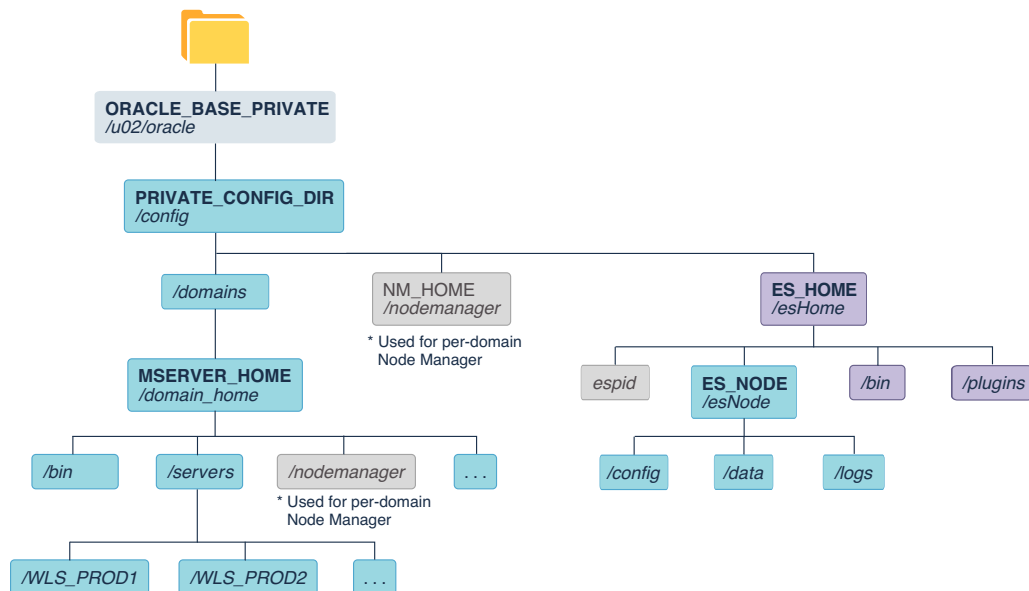 ORACLE_BASE_PRIVATE
/u02/oracle
PRIVATE_CONFIG_DIR
/config
/domains
NM_HOME
/nodemanager
* Used for per-domain
Node Manager
ES_HOME
/esHome
MSERVER_HOME
/domain_home
espid
ES_NODE
/esNode
/bin
/plugins
/bin
/servers
/nodemanager
* Used for per-domain
Node Manager
. . .
/config
/data
/logs
/WLS_PROD1
/WLS_PROD2
. . .